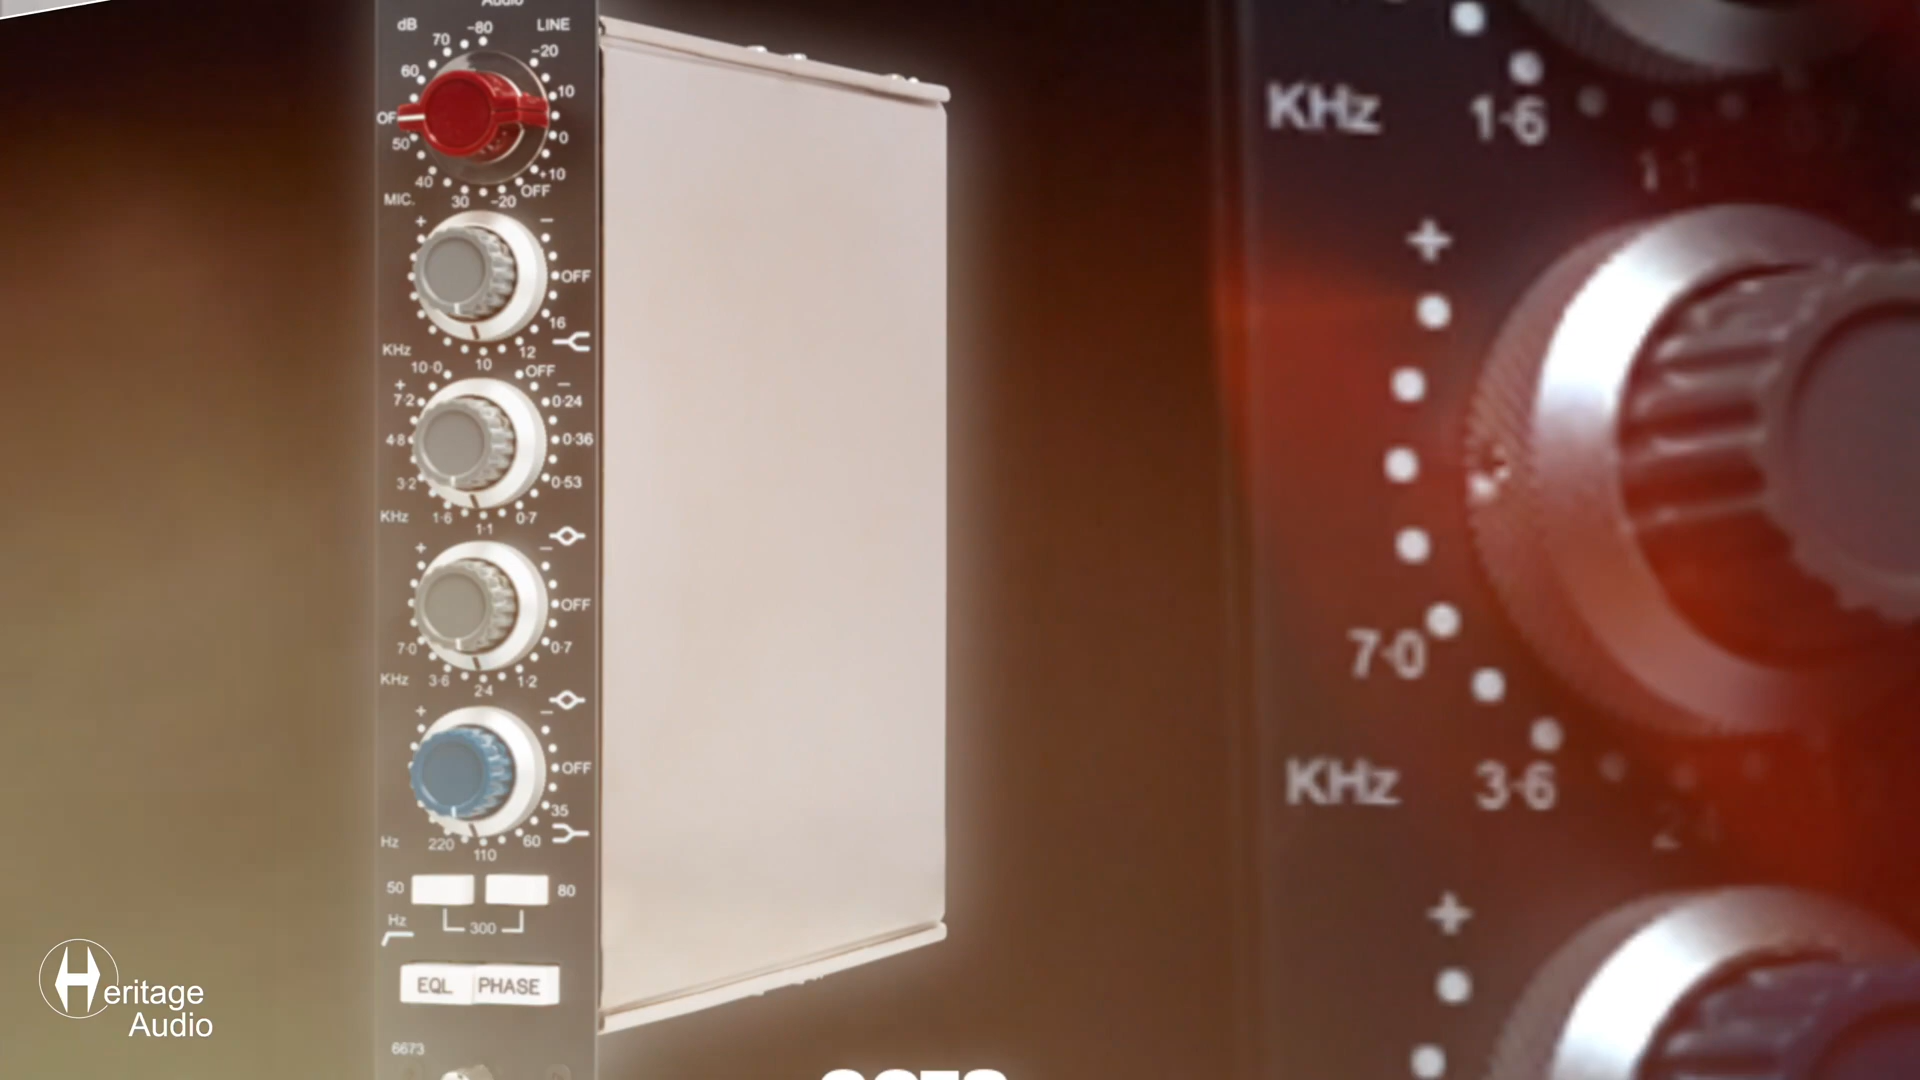 Audio
dB
-80
LINE
70
-20
60
10
OF
50
0
40
+10
MIC.
30
-20
OFF
+
-
OFF
16
KHz
10
12
10·0
OFF
+
-
7·2
0·24
4·8
0·36
3·2
0·53
KHz
1·6
1·1
0·7
+
-
OFF
7·0
0·7
KHz
3·6
2·4
1·2
+
-
OFF
35
Hz
220
110
60
50
80
Hz
300
EQL
PHASE
6673
KHz
1·6
1·1
+
7·0
KHz
3·6
2·4
+
Heritage
Audio